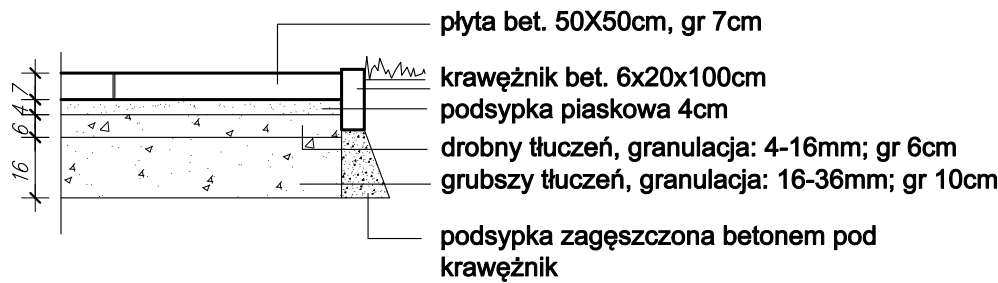 płyta bet. 50X50cm, gr 7cm
krawężnik bet. 6x20x100cm
podsypka piaskowa 4cm
drobny tłuczeń, granulacja: 4-16mm; gr 6cm
grubszy tłuczeń, granulacja: 16-36mm; gr 10cm
podsypka zagęszczona betonem pod
krawężnik
7
4
6
16